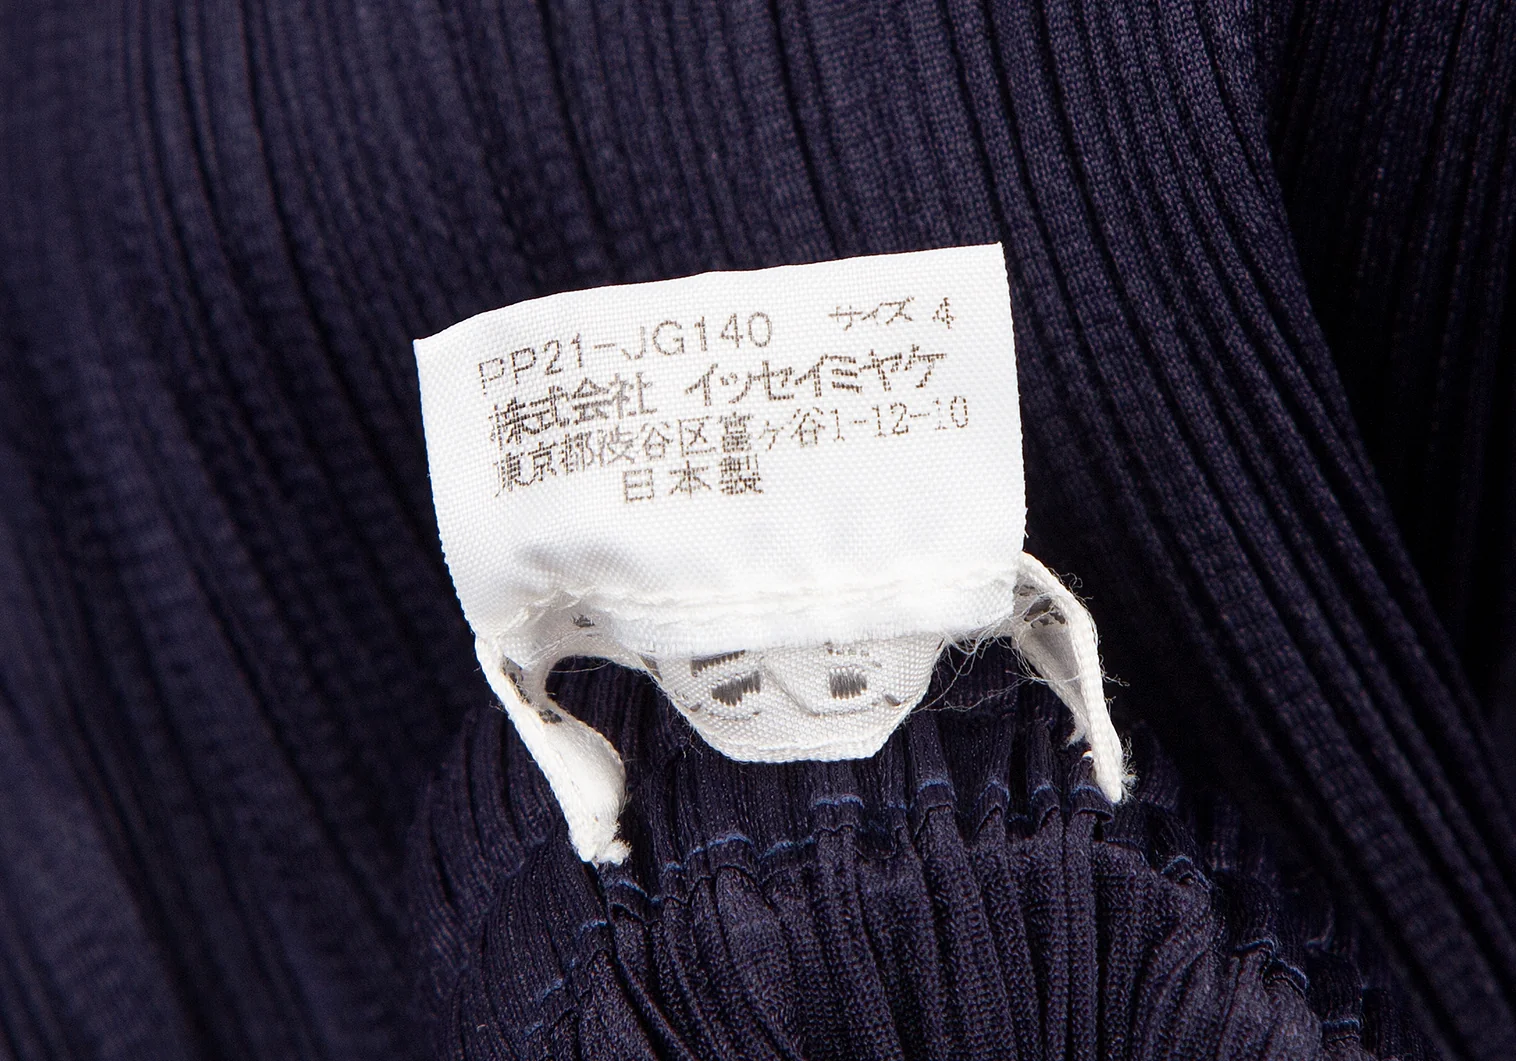 PP21-JG140 サイズ 4
株式会社 イッセイミヤケ
東京都渋谷区富ヶ谷1-12-10
日本製